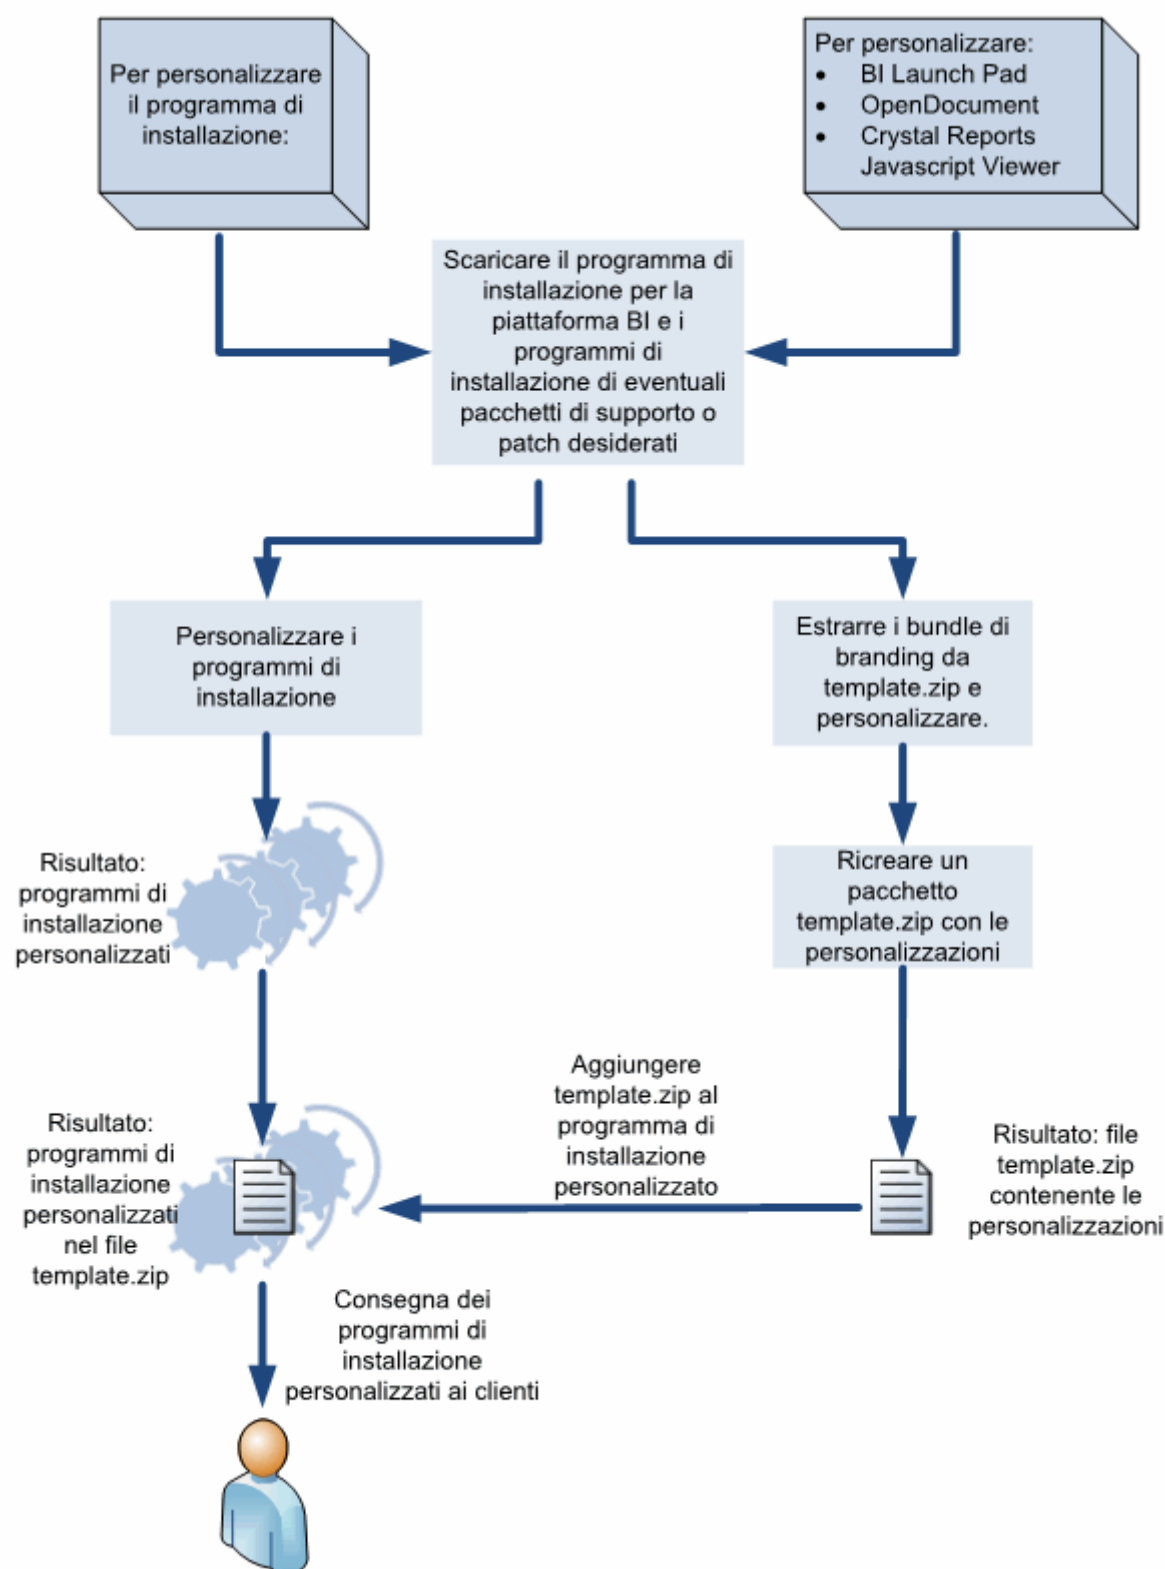 Per personalizzare
il programma di
installazione:
Per personalizzare:
• BI Launch Pad
• OpenDocument
• Crystal Reports
Javascript Viewer
Scaricare il programma di
installazione per la
piattaforma BI e i
programmi di
installazione di eventuali
pacchetti di supporto o
patch desiderati
Personalizzare i
programmi di
installazione
Estrarre i bundle di
branding da
template.zip e
personalizzare.
Risultato:
programmi di
installazione
personalizzati
Ricreare un
pacchetto
template.zip con le
personalizzazioni
Aggiungere
template.zip al
programma di
installazione
personalizzato
Risultato:
programmi di
installazione
personalizzati
nel file
template.zip
Risultato: file
template.zip
contenente le
personalizzazioni
Consegna dei
programmi di
installazione
personalizzati ai clienti